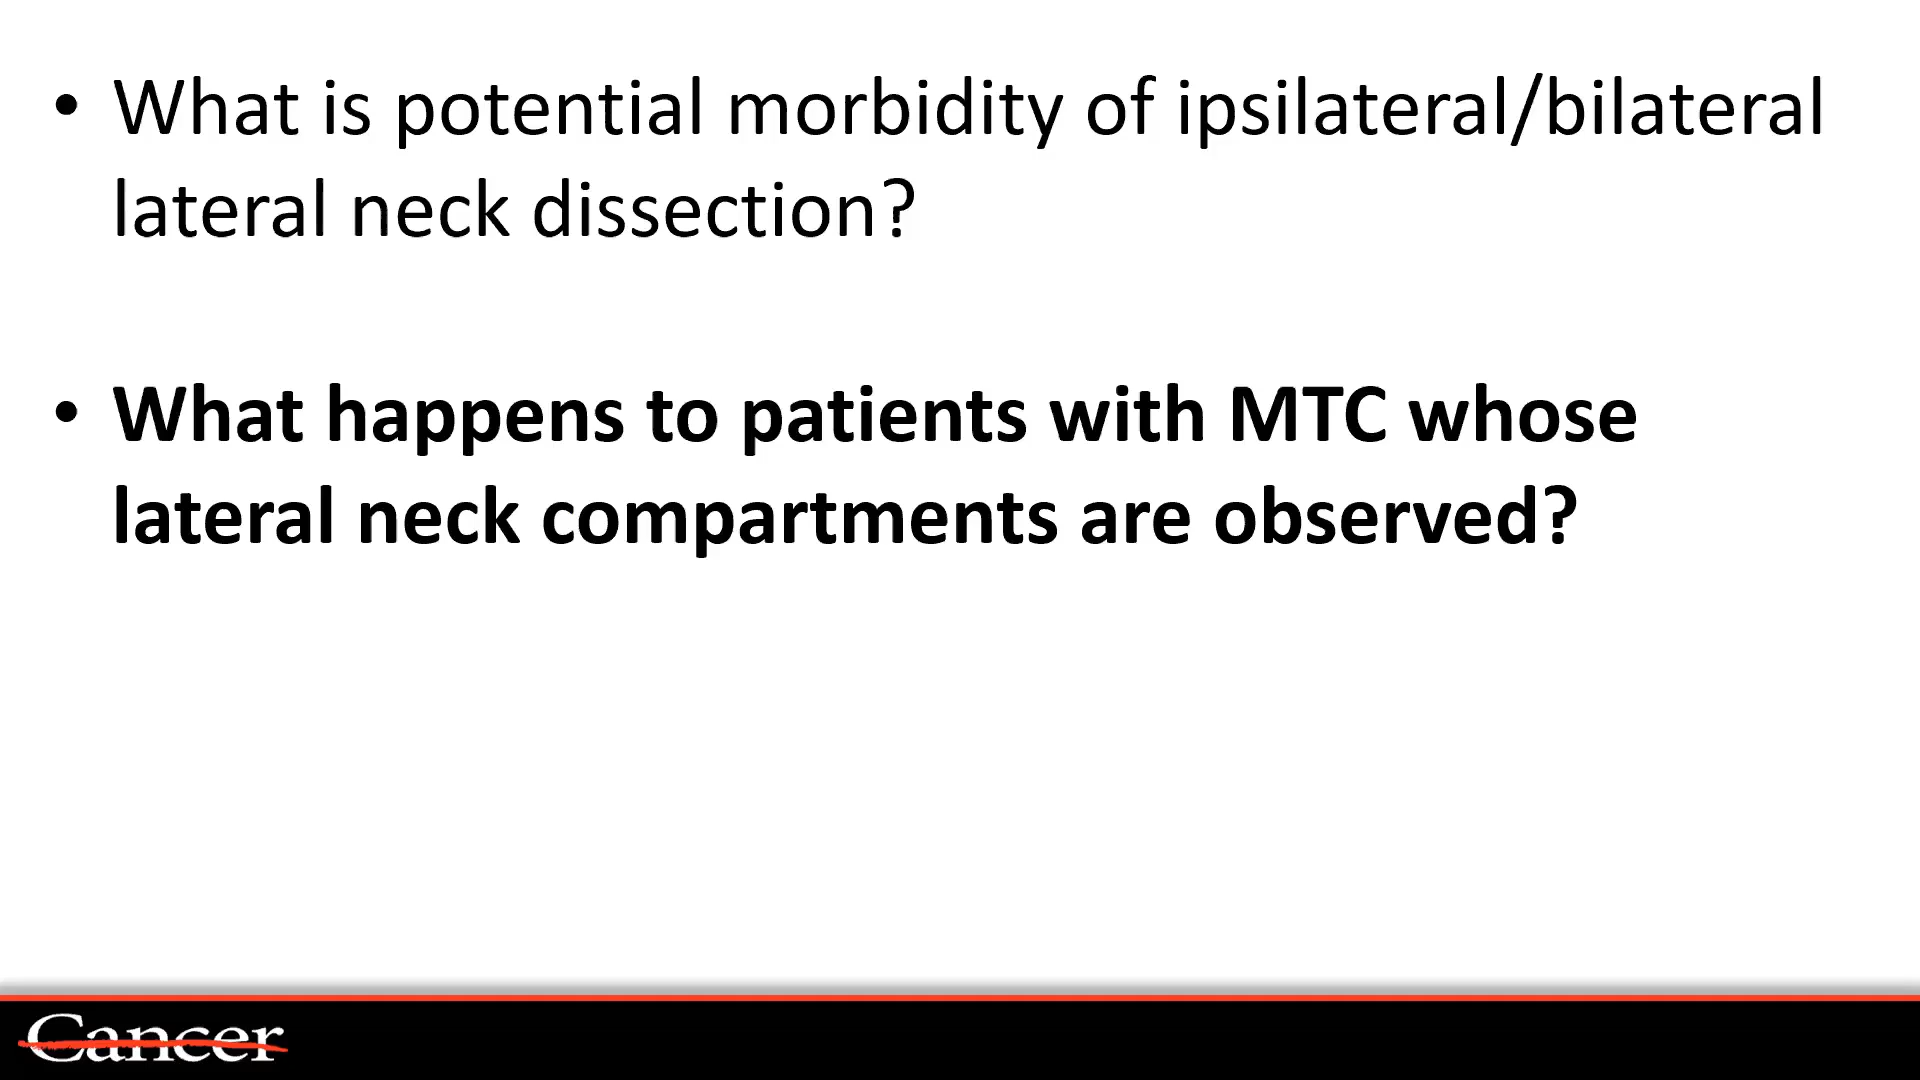 • What is potential morbidity of ipsilateral/bilateral
lateral neck dissection?
• What happens to patients with MTC whose
lateral neck compartments are observed?
Cancer